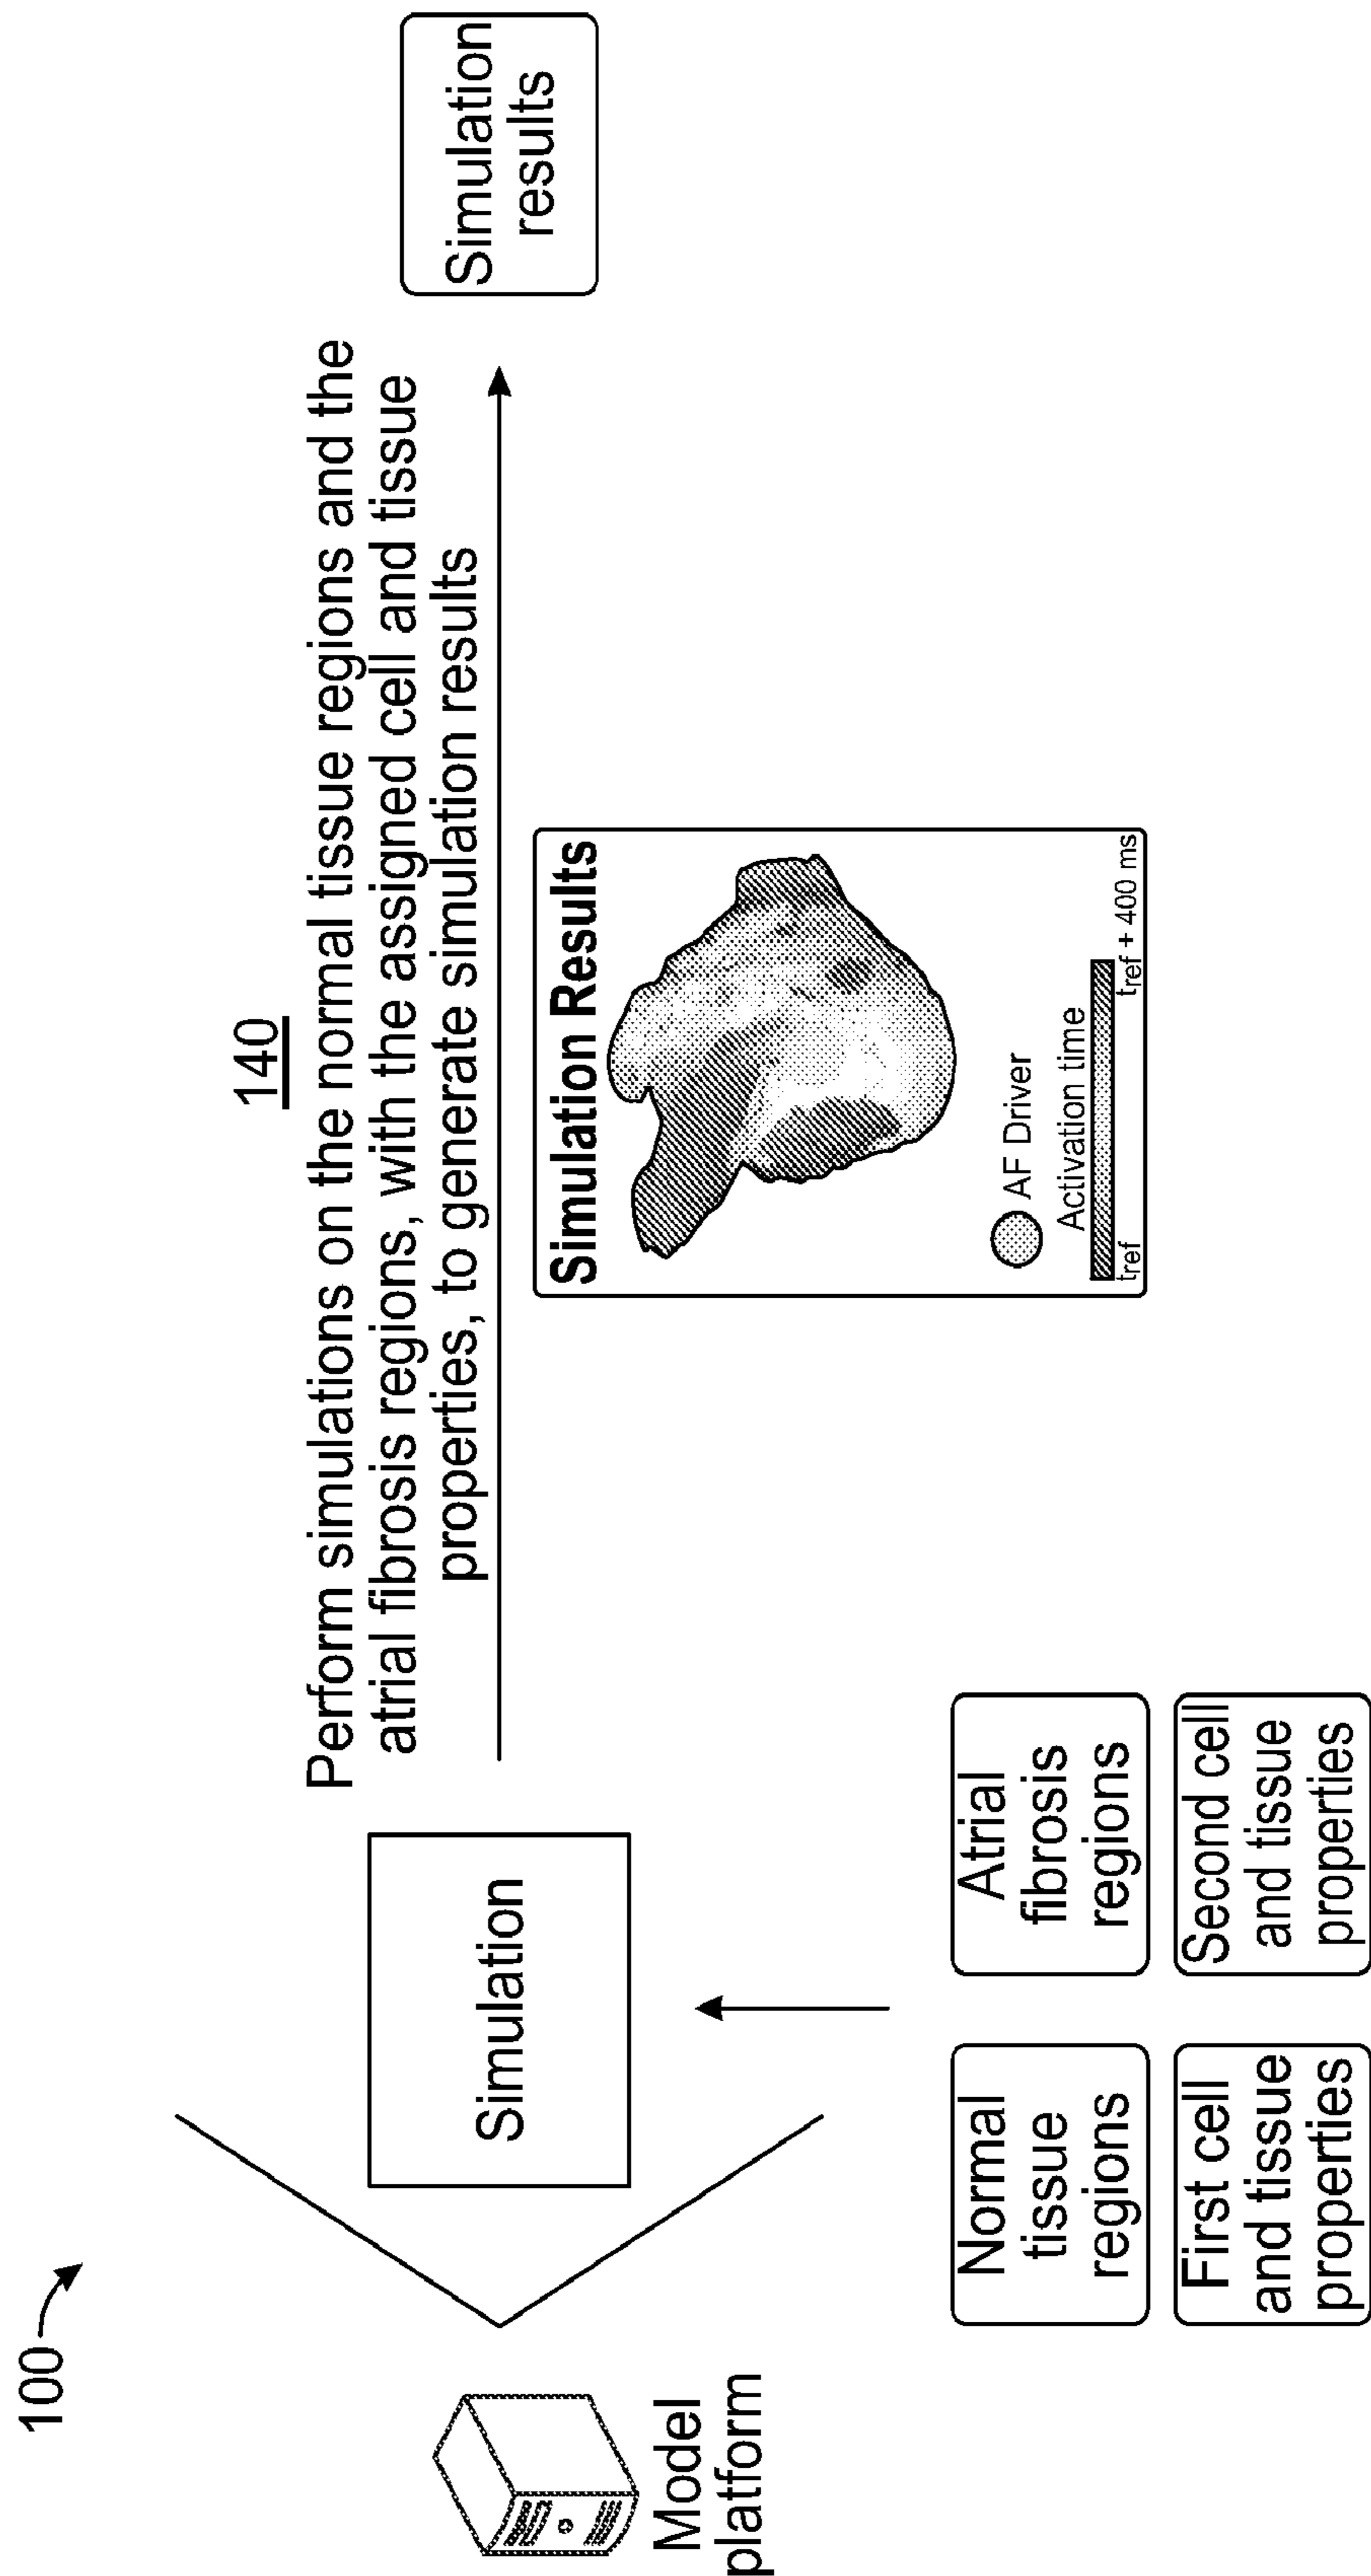 100
140
Perform simulations on the normal tissue regions and the
atrial fibrosis regions, with the assigned cell and tissue
properties, to generate simulation results
Model
platform
Simulation
Simulation
results
Simulation Results
AF Driver
Activation time
tref
tref + 400 ms
Normal
tissue
regions
Atrial
fibrosis
regions
First cell
and tissue
properties
Second cell
and tissue
properties